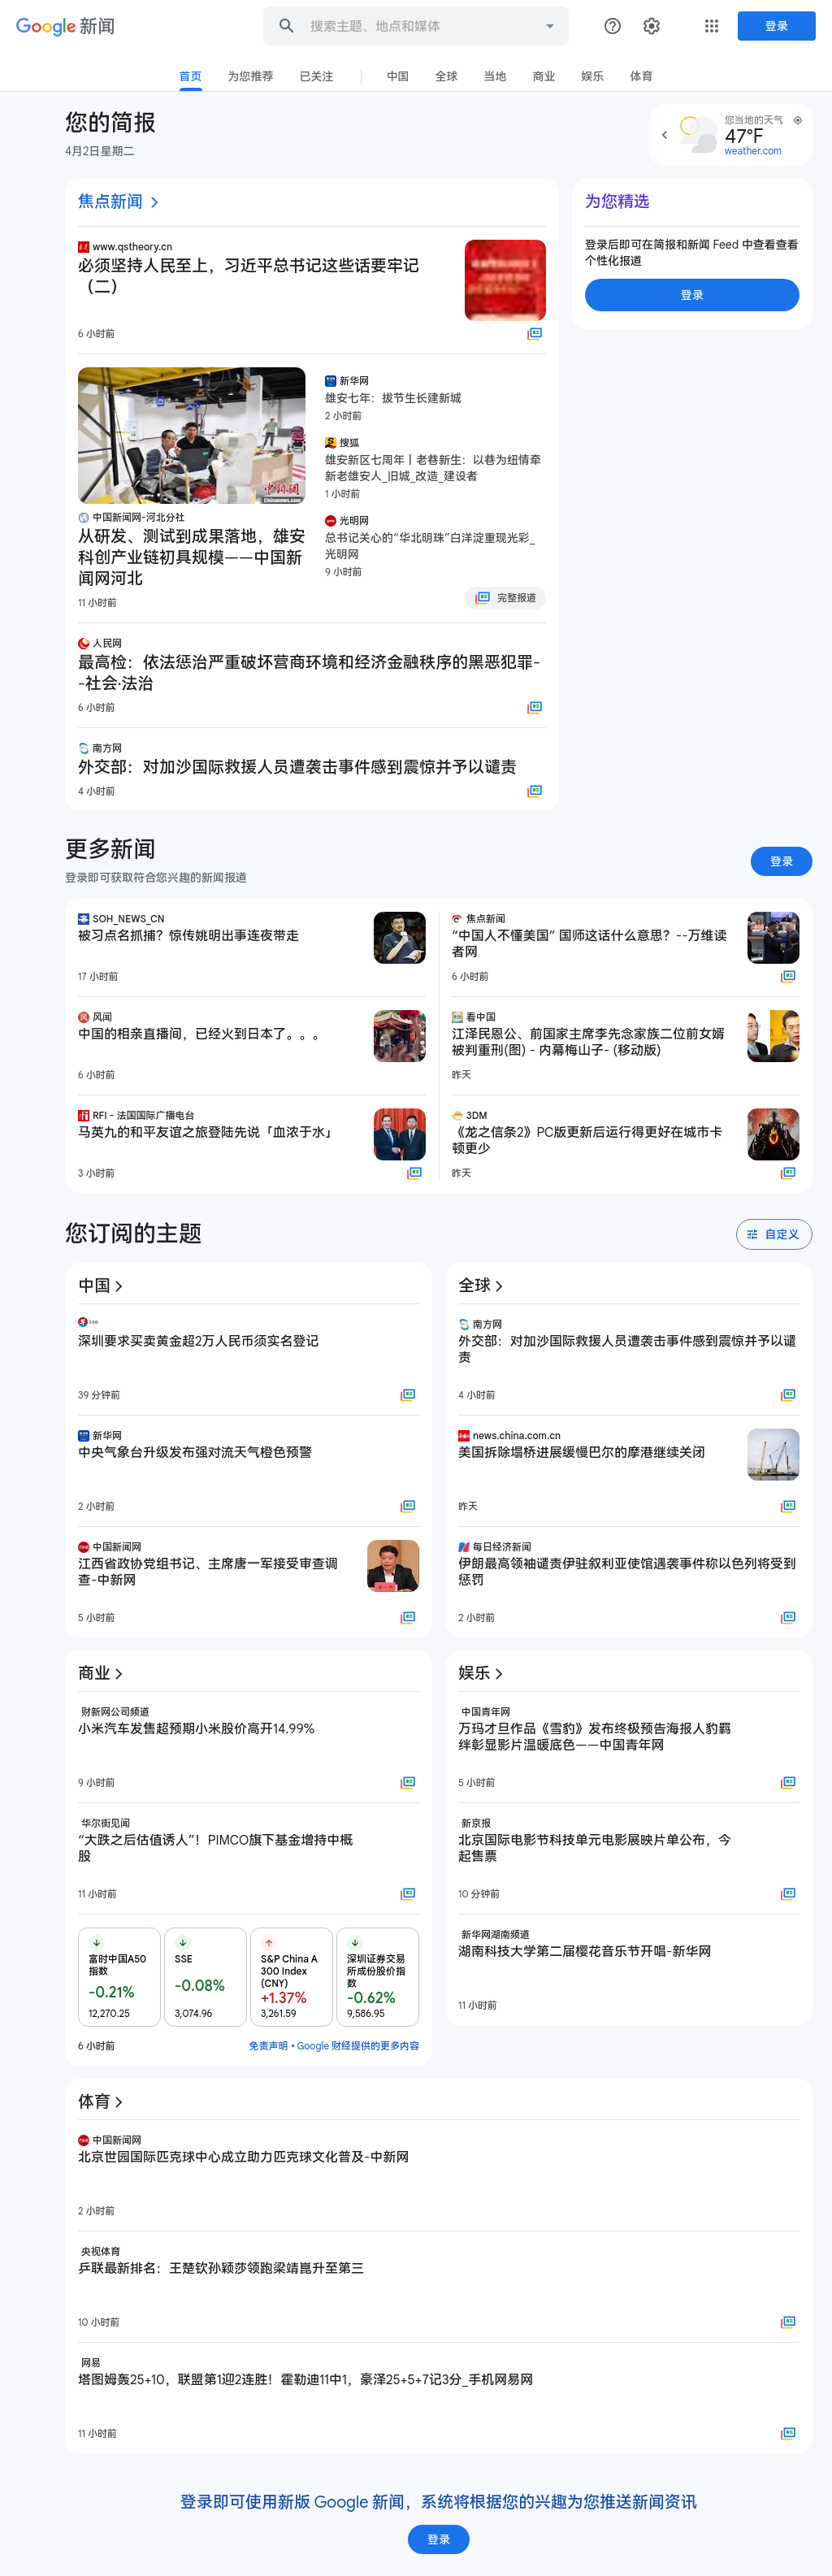 Google 新闻
搜索主题、地点和媒体
登录
首页
为您推荐
已关注
中国
全球
当地
商业
娱乐
体育
您的简报
4月2日星期二
您当地的天气
47°F
weather.com
焦点新闻
www.qstheory.cn
必须坚持人民至上，习近平总书记这些话要牢记
（二）
6 小时前
中国新闻网-河北分社
从研发、测试到成果落地，雄安
科创产业链初具规模——中国新
闻网河北
11 小时前
新华网
雄安七年：拔节生长建新城
2 小时前
搜狐
雄安新区七周年丨老巷新生：以巷为纽情牵
新老雄安人_旧城_改造_建设者
1 小时前
光明网
总书记关心的“华北明珠”白洋淀重现光彩_
光明网
9 小时前
完整报道
人民网
最高检：依法惩治严重破坏营商环境和经济金融秩序的黑恶犯罪-
-社会·法治
6 小时前
南方网
外交部：对加沙国际救援人员遭袭击事件感到震惊并予以谴责
4 小时前
为您精选
登录后即可在简报和新闻 Feed 中查看查看
个性化报道
登录
更多新闻
登录即可获取符合您兴趣的新闻报道
登录
SOH_NEWS_CN
被习点名抓捕？惊传姚明出事连夜带走
17 小时前
风闻
中国的相亲直播间，已经火到日本了。。。
6 小时前
RFI - 法国国际广播电台
马英九的和平友谊之旅登陆先说「血浓于水」
3 小时前
焦点新闻
“中国人不懂美国” 国师这话什么意思？--万维读
者网
6 小时前
看中国
江泽民恩公、前国家主席李先念家族二位前女婿
被判重刑(图) - 内幕梅山子- (移动版)
昨天
3DM
《龙之信条2》PC版更新后运行得更好在城市卡
顿更少
昨天
您订阅的主题
自定义
中国
深圳要求买卖黄金超2万人民币须实名登记
39 分钟前
新华网
中央气象台升级发布强对流天气橙色预警
2 小时前
中国新闻网
江西省政协党组书记、主席唐一军接受审查调
查-中新网
5 小时前
全球
南方网
外交部：对加沙国际救援人员遭袭击事件感到震惊并予以谴
责
4 小时前
news.china.com.cn
美国拆除塌桥进展缓慢巴尔的摩港继续关闭
昨天
每日经济新闻
伊朗最高领袖谴责伊驻叙利亚使馆遇袭事件称以色列将受到
惩罚
2 小时前
商业
财新网公司频道
小米汽车发售超预期小米股价高开14.99%
9 小时前
华尔街见闻
“大跌之后估值诱人”！PIMCO旗下基金增持中概
股
11 小时前
富时中国A50
指数
-0.21%
12,270.25
SSE
-0.08%
3,074.96
S&P China A
300 Index
(CNY)
+1.37%
3,261.59
深圳证券交易
所成份股价指
数
-0.62%
9,586.95
6 小时前
免责声明 • Google 财经提供的更多内容
娱乐
中国青年网
万玛才旦作品《雪豹》发布终极预告海报人豹羁
绊彰显影片温暖底色——中国青年网
5 小时前
新京报
北京国际电影节科技单元电影展映片单公布，今
起售票
10 分钟前
新华网湖南频道
湖南科技大学第二届樱花音乐节开唱-新华网
11 小时前
体育
中国新闻网
北京世园国际匹克球中心成立助力匹克球文化普及-中新网
2 小时前
央视体育
乒联最新排名：王楚钦孙颖莎领跑梁靖崑升至第三
10 小时前
网易
塔图姆轰25+10，联盟第1迎2连胜！霍勒迪11中1，豪泽25+5+7记3分_手机网易网
11 小时前
登录即可使用新版 Google 新闻，系统将根据您的兴趣为您推送新闻资讯
登录